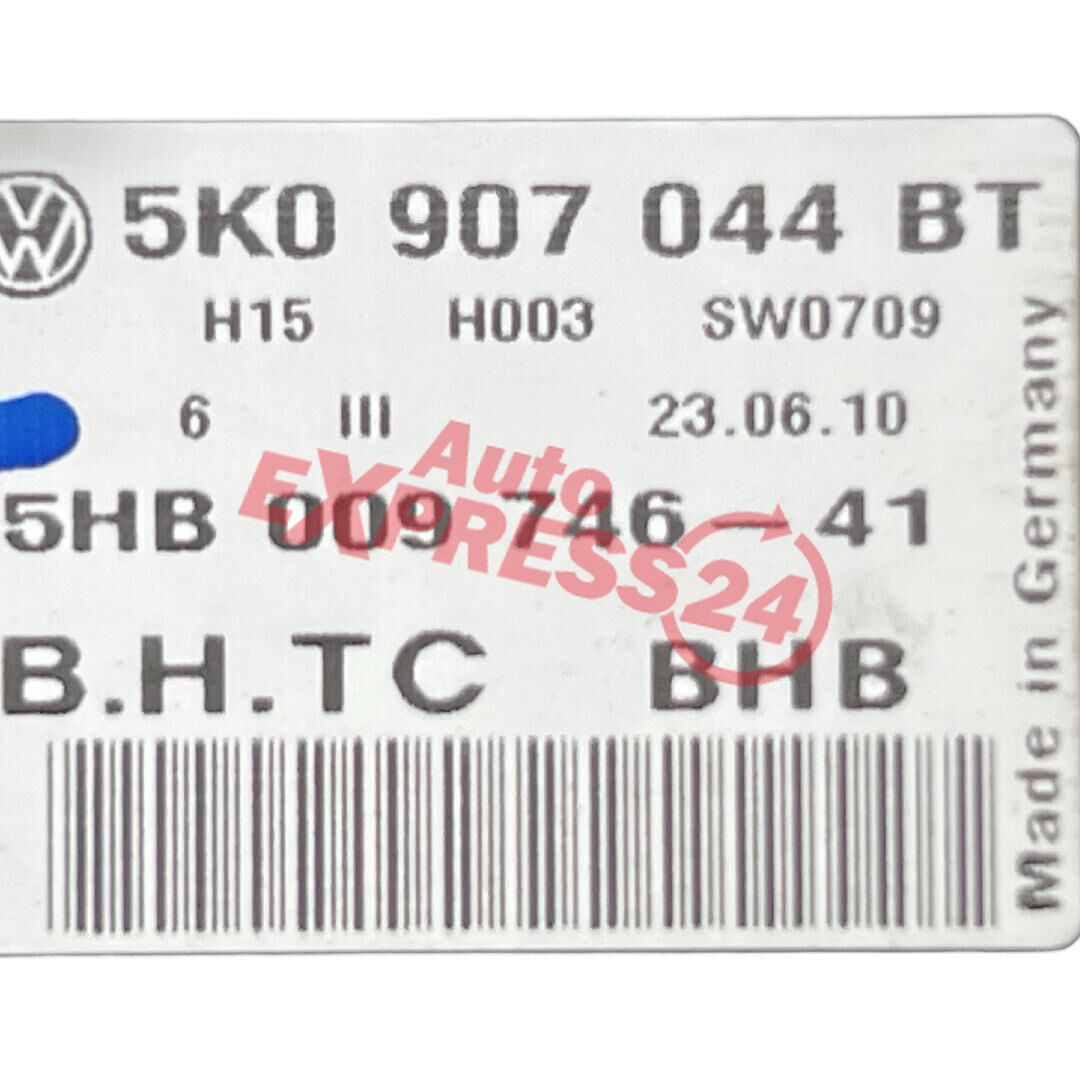 5K0 907 044 BT
H15 H003 SW0709
6 III 23.06.10
5HB 009 746-41
B.H.TC BHB
Made in Germany
Auto
EXPRESS24